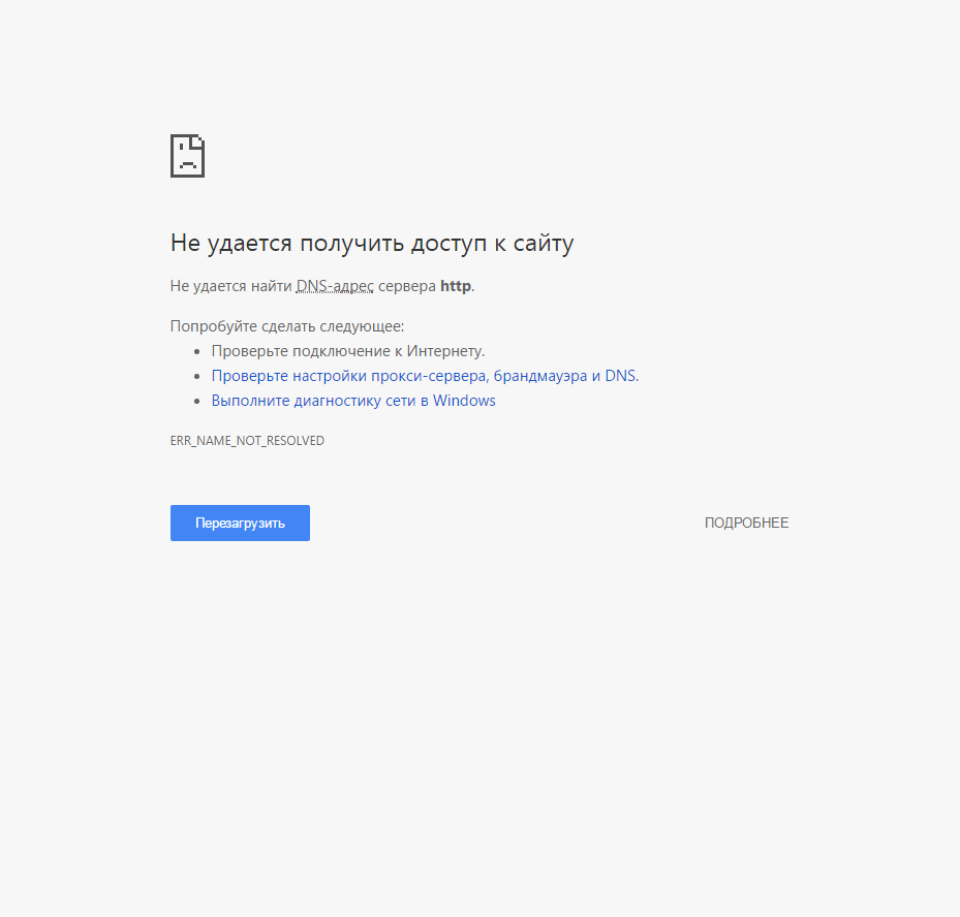 Не удается получить доступ к сайту
Не удается найти DNS-адрес сервера http.
Попробуйте сделать следующее:
Проверьте подключение к Интернету.
Проверьте настройки прокси-сервера, брандмауэра и DNS.
Выполните диагностику сети в Windows
ERR_NAME_NOT_RESOLVED
Перезагрузить
ПОДРОБНЕЕ